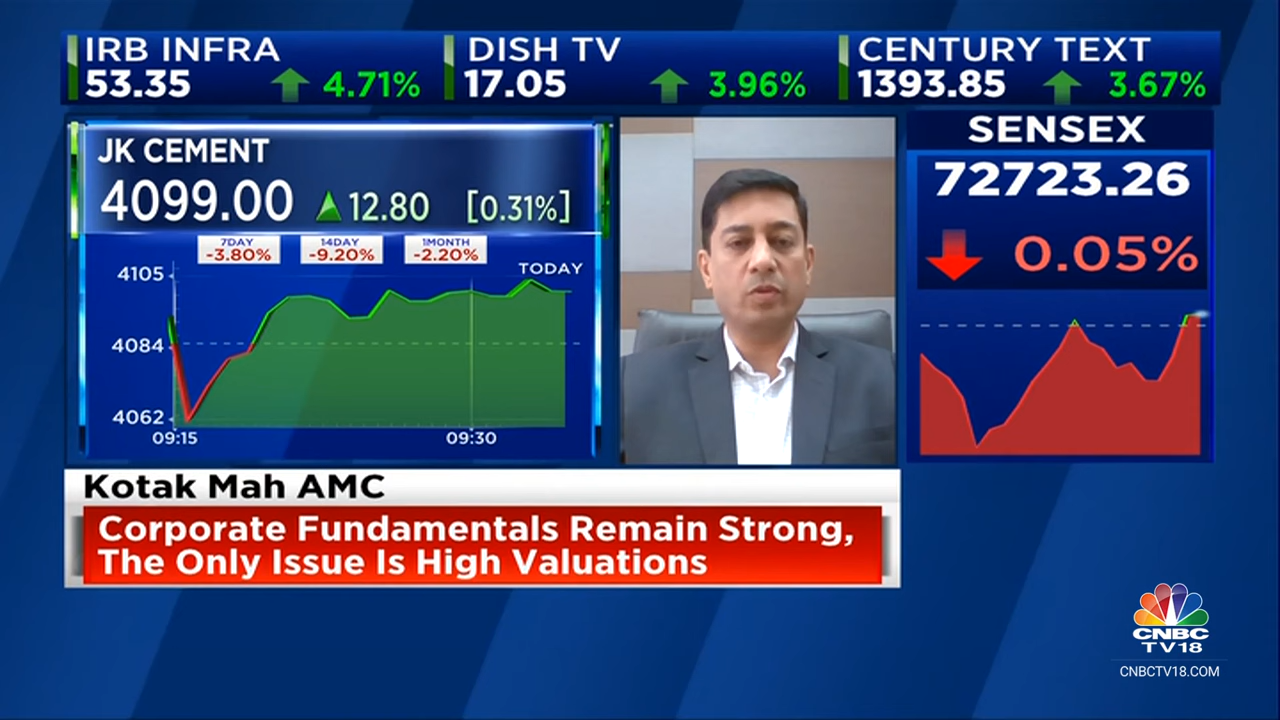 IRB INFRA
53.35 4.71%
DISH TV
17.05 3.96%
CENTURY TEXT
1393.85 3.67%
JK CEMENT
4099.00 12.80 [0.31%]
7DAY
-3.80%
14DAY
-9.20%
1MONTH
-2.20%
TODAY
4105
4084
4062
09:15 09:30
SENSEX
72723.26
0.05%
Kotak Mah AMC
Corporate Fundamentals Remain Strong,
The Only Issue Is High Valuations
CNBC
TV18
CNBCTV18.COM